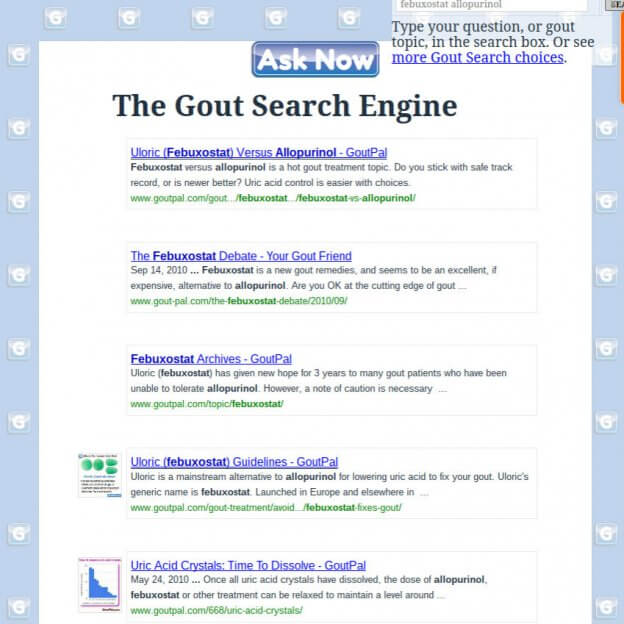 febuxostat allopurinol
Type your question, or gout
topic, in the search box. Or see
more Gout Search choices.
Ask Now
The Gout Search Engine
Uloric (Febuxostat) Versus Allopurinol - GoutPal
Febuxostat versus allopurinol is a hot gout treatment topic. Do you stick with safe track
record, or is newer better? Uric acid control is easier with choices.
www.goutpal.com/gout.../febuxostat.../febuxostat-vs-allopurinol/
The Febuxostat Debate - Your Gout Friend
Sep 14, 2010 ... Febuxostat is a new gout remedies, and seems to be an excellent, if
expensive, alternative to allopurinol. Are you OK at the cutting edge of gout ...
www.gout-pal.com/the-febuxostat-debate/2010/09/
Febuxostat Archives - GoutPal
Uloric (febuxostat) has given new hope for 3 years to many gout patients who have been
unable to tolerate allopurinol. However, a note of caution is necessary ...
www.goutpal.com/topic/febuxostat/
Uloric (febuxostat) Guidelines - GoutPal
Uloric is a mainstream alternative to allopurinol for lowering uric acid to fix your gout. Uloric's
generic name is febuxostat. Launched in Europe and elsewhere in ...
www.goutpal.com/gout-treatment/avoid.../febuxostat-fixes-gout/
Uric Acid Crystals: Time To Dissolve - GoutPal
May 24, 2010 ... Once all uric acid crystals have dissolved, the dose of allopurinol,
febuxostat or other treatment can be relaxed to maintain a level around ...
www.goutpal.com/668/uric-acid-crystals/